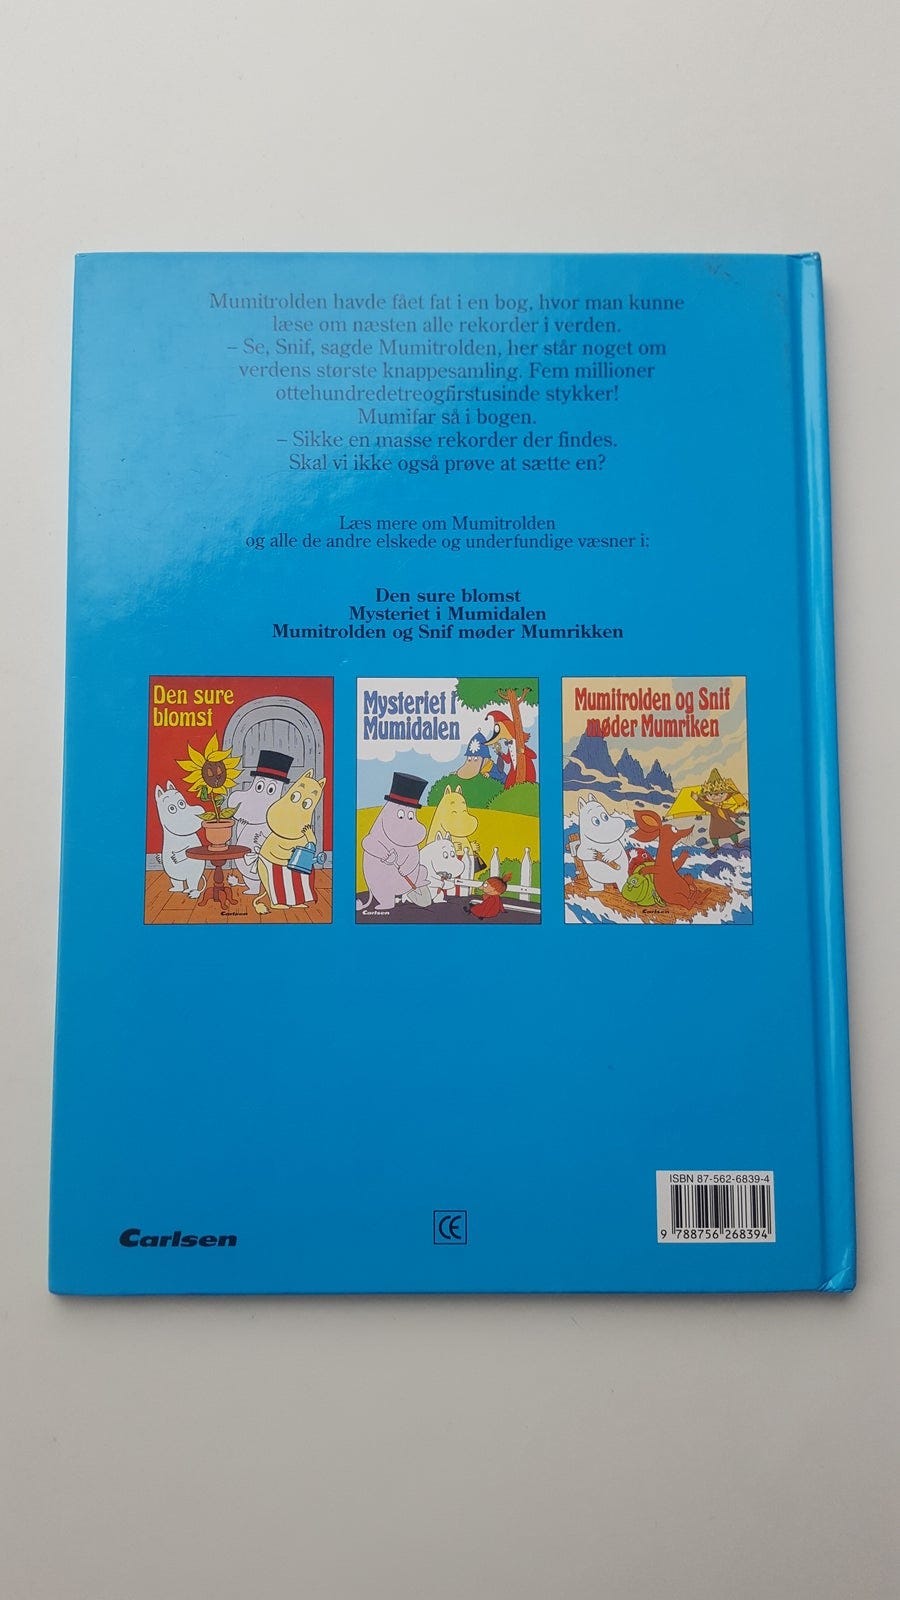 Mumitrolden havde fået fat i en bog, hvor man kunne
læse om næsten alle rekorder i verden.
– Se, Snif, sagde Mumitrolden, her står noget om
verdens største knappesamling. Fem millioner
ottehundredetreogfirstusinde stykker!
Mumifar så i bogen.
– Sikke en masse rekorder der findes.
Skal vi ikke også prøve at sætte en?
Læs mere om Mumitrolden
og alle de andre elskede og underfundige væsner i:
Den sure blomst
Mysteriet i Mumidalen
Mumitrolden og Snif møder Mumrikken
Den sure
blomst
Carlsen
Mysteriet i
Mumidalen
Carlsen
Mumitrolden og Snif
møder Mumriken
Carlsen
Carlsen
CE
ISBN 87-562-6839-4
9 788756 268394